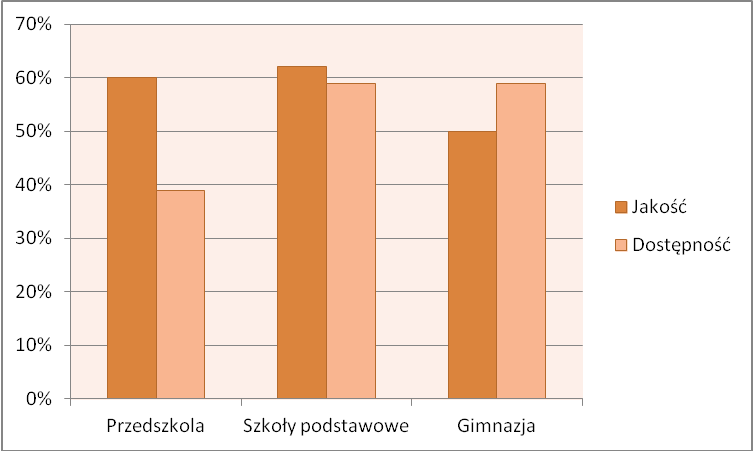 70%
60%
50%
40%
30%
20%
10%
0%
Przedszkola
Szkoły podstawowe
Gimnazja
Jakość
Dostępność